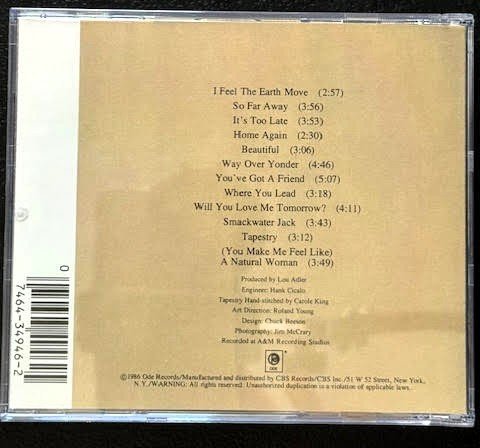 I Feel The Earth Move (2:57)
So Far Away (3:56)
It's Too Late (3:53)
Home Again (2:30)
Beautiful (3:06)
Way Over Yonder (4:46)
You've Got A Friend (5:07)
Where You Lead (3:18)
Will You Love Me Tomorrow? (4:11)
Smackwater Jack (3:43)
Tapestry (3:12)
(You Make Me Feel Like)
A Natural Woman (3:49)
Produced by Lou Adler
Engineer: Hank Cicalo
Tapestry Hand-stitched by Carole King
Art Direction: Roland Young
Design: Chuck Beeson
Photography: Jim McCrary
Recorded at A&M Recording Studios
ODE
©1986 Ode Records/Manufactured and distributed by CBS Records/CBS Inc./51 W 52 Street, New York,
N.Y./WARNING: All rights reserved. Unauthorized duplication is a violation of applicable laws.
0
7464-34946-2